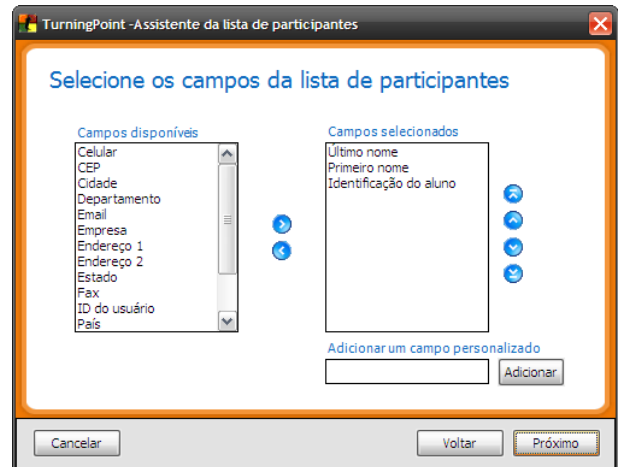 TurningPoint -Assistente da lista de participantes
Selecione os campos da lista de participantes
Campos disponíveis
Celular
CEP
Cidade
Departamento
Email
Empresa
Endereço 1
Endereço 2
Estado
Fax
ID do usuário
País
Campos selecionados
Último nome
Primeiro nome
Identificação do aluno
Adicionar um campo personalizado
Adicionar
Cancelar
Voltar
Próximo